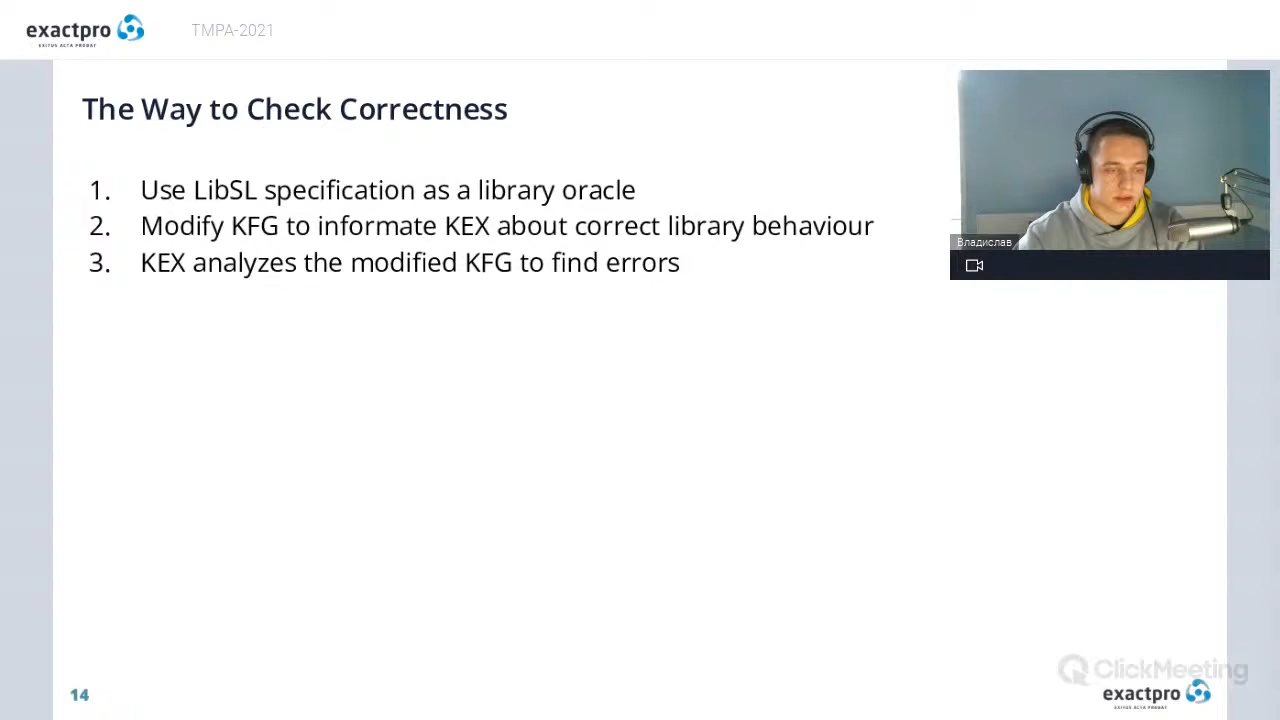 exactpro
EXITUS ACTA PROBAT
TMPA-2021
The Way to Check Correctness
1. Use LibSL specification as a library oracle
2. Modify KFG to informate KEX about correct library behaviour
3. KEX analyzes the modified KFG to find errors
Владислав
14
ClickMeeting
exactpro
EXITUS ACTA PROBAT